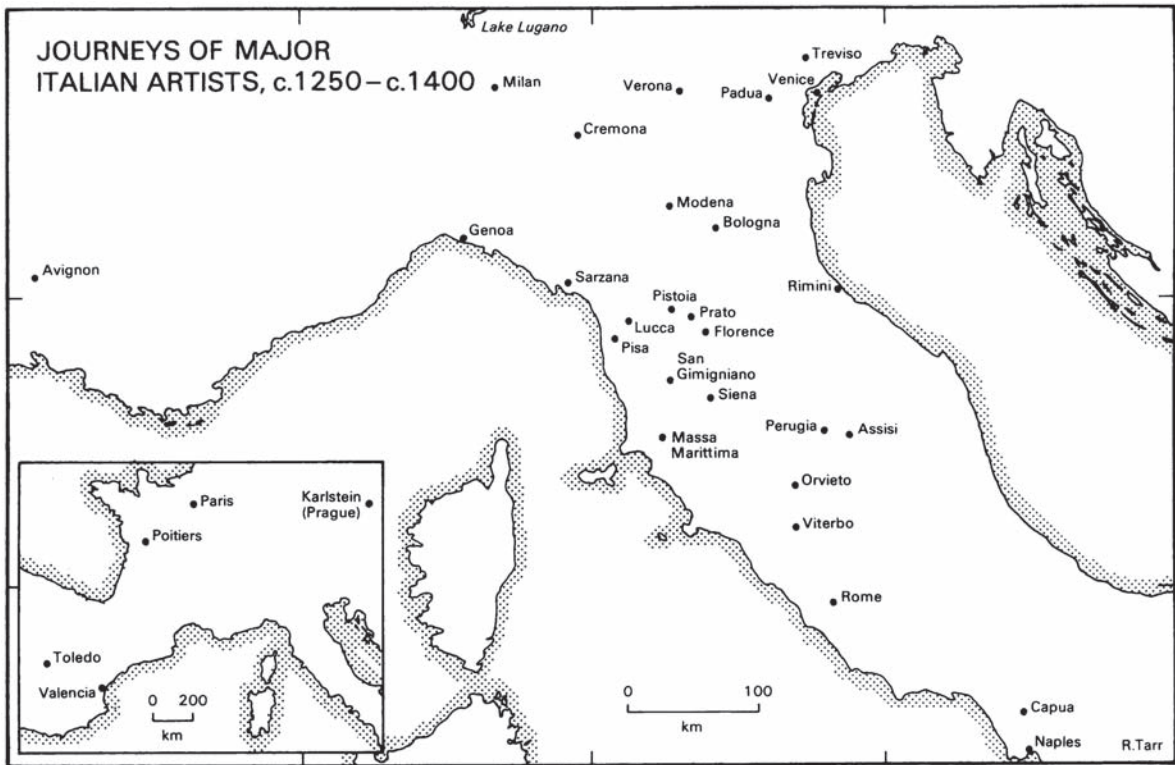 JOURNEYS OF MAJOR
ITALIAN ARTISTS, c.1250–c.1400
Lake Lugano
Treviso
Milan
Verona
Padua
Venice
Cremona
Modena
Bologna
Genoa
Avignon
Sarzana
Rimini
Pistoia
Prato
Lucca
Florence
Pisa
San
Gimigniano
Siena
Perugia
Assisi
Massa
Marittima
Orvieto
Viterbo
Rome
Capua
Naples
0 100
km
R.Tarr
Paris
Karlstein
(Prague)
Poitiers
Toledo
Valencia
0 200
km